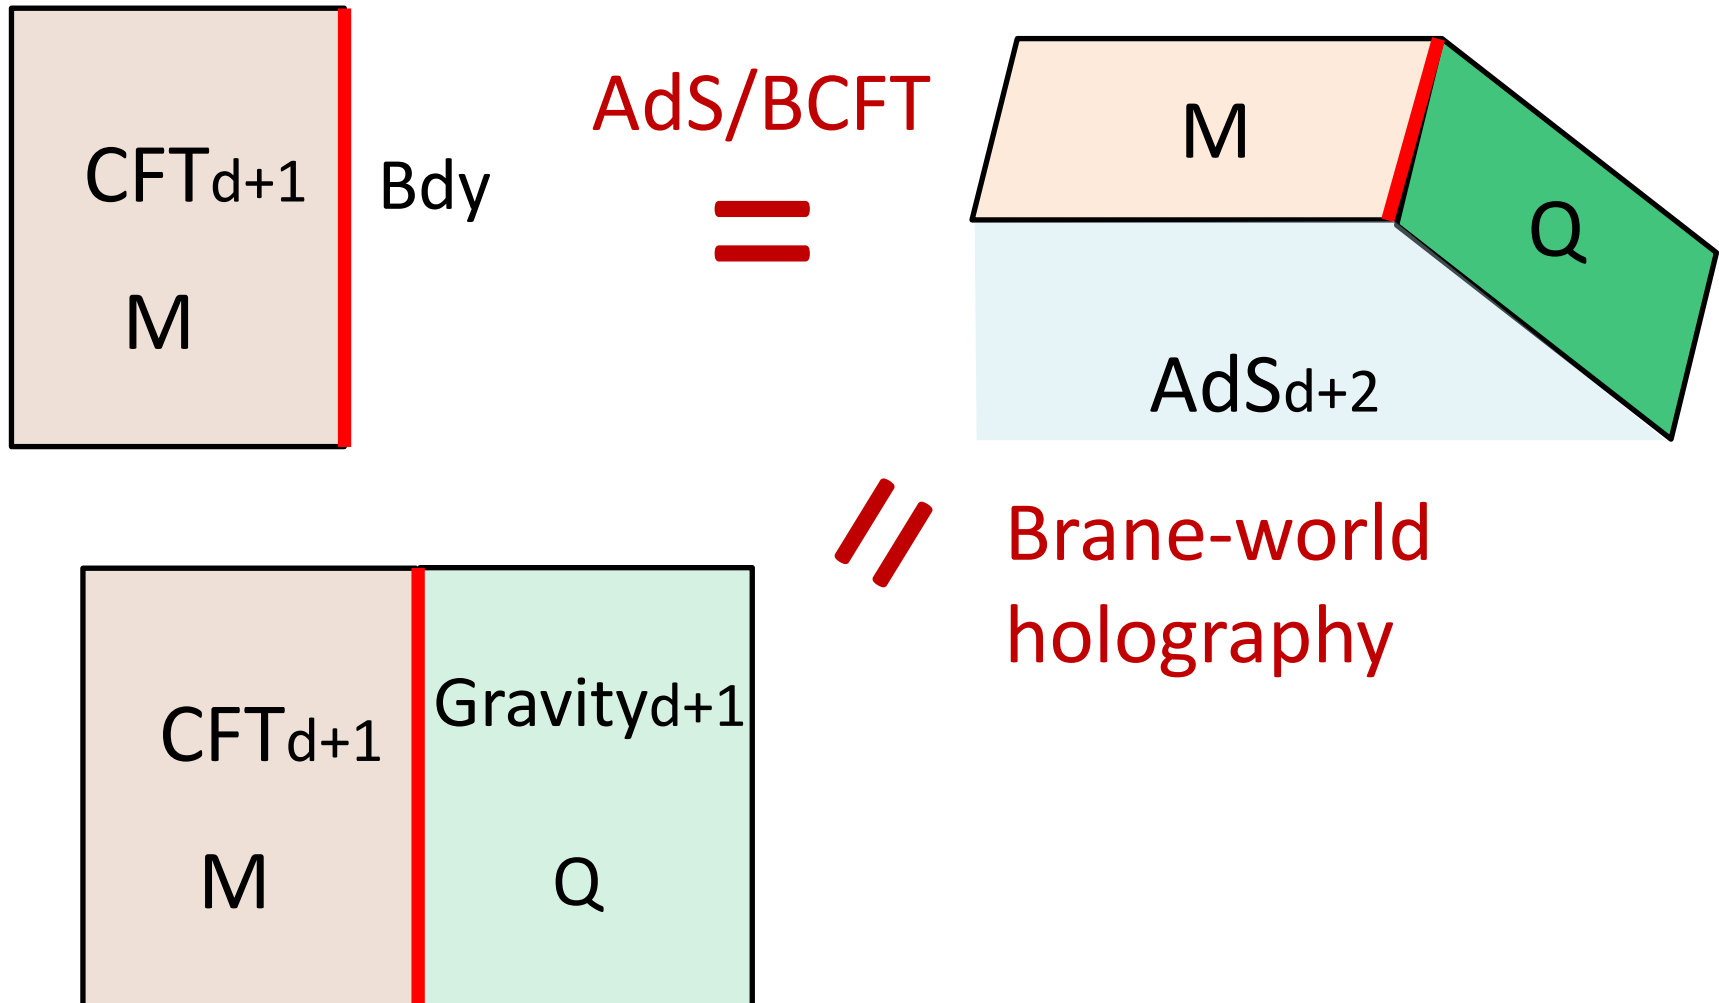 CFTd+1
M
Bdy
AdS/BCFT
=
M
Q
AdSd+2
=
Brane-world
holography
CFTd+1
M
Gravityd+1
Q